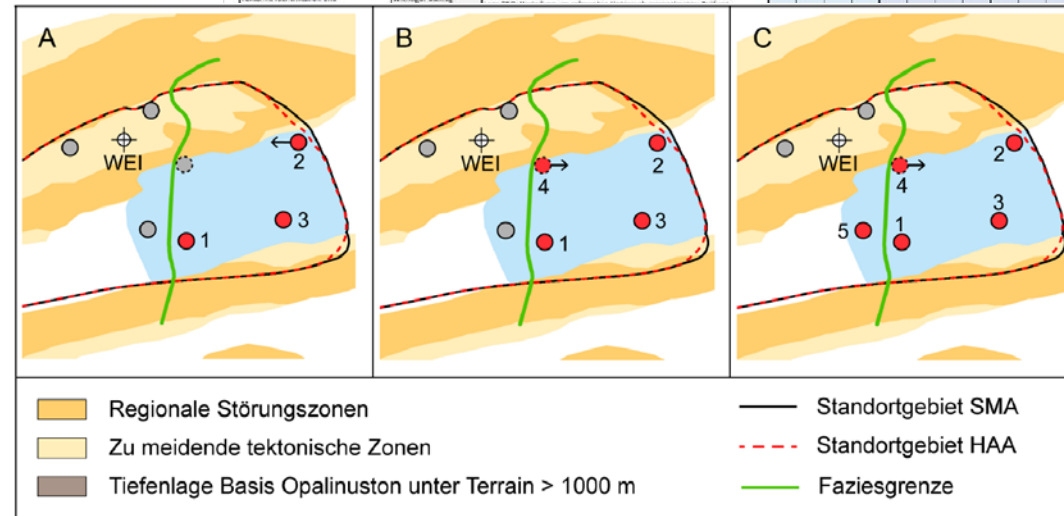 A
B
C
WEI
2
3
1
WEI
2
4
3
1
WEI
2
4
3
5
1
Regionale Störungszonen
Zu meidende tektonische Zonen
Tiefenlage Basis Opalinuston unter Terrain > 1000 m
Standortgebiet SMA
Standortgebiet HAA
Faziesgrenze